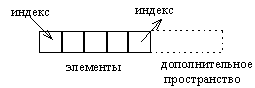 индекс
индекс
элементы
дополнительное
пространство